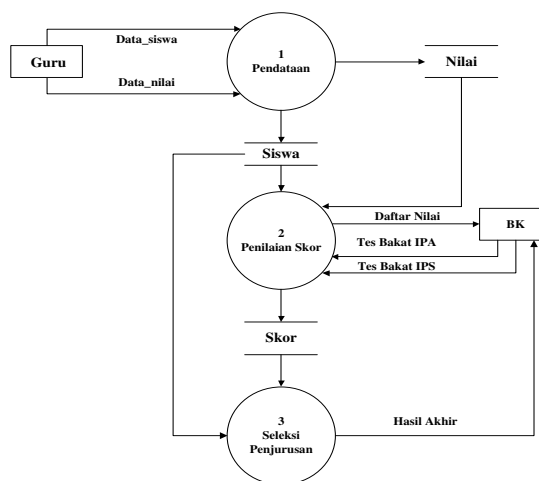 Data_siswa
Guru
Data_nilai
1
Pendataan
Nilai
Siswa
2
Penilaian Skor
Daftar Nilai
BK
Tes Bakat IPA
Tes Bakat IPS
Skor
3
Seleksi
Penjurusan
Hasil Akhir